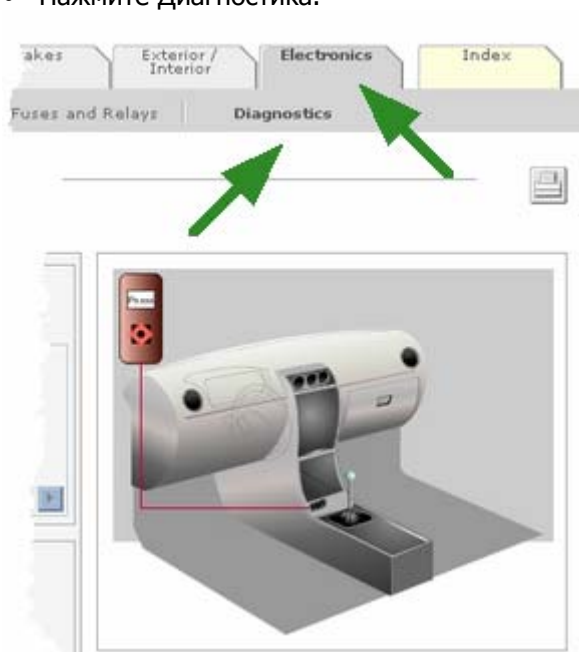 • Нажмите Диагностика.
akes Exterior / Interior Electronics Index
Fuses and Relays Diagnostics